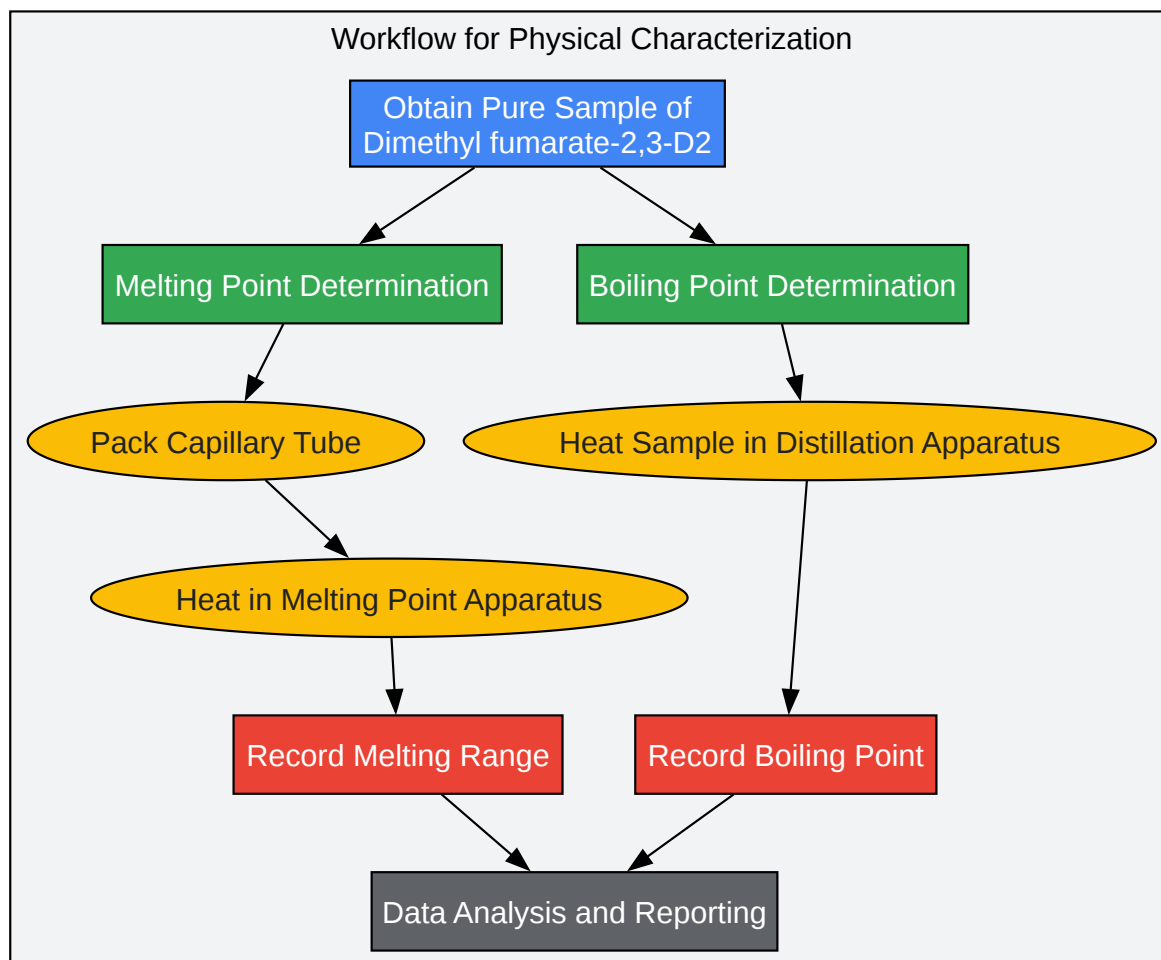 Workflow for Physical Characterization
Obtain Pure Sample of
Dimethyl fumarate-2,3-D2
Melting Point Determination
Boiling Point Determination
Pack Capillary Tube
Heat Sample in Distillation Apparatus
Heat in Melting Point Apparatus
Record Melting Range
Record Boiling Point
Data Analysis and Reporting